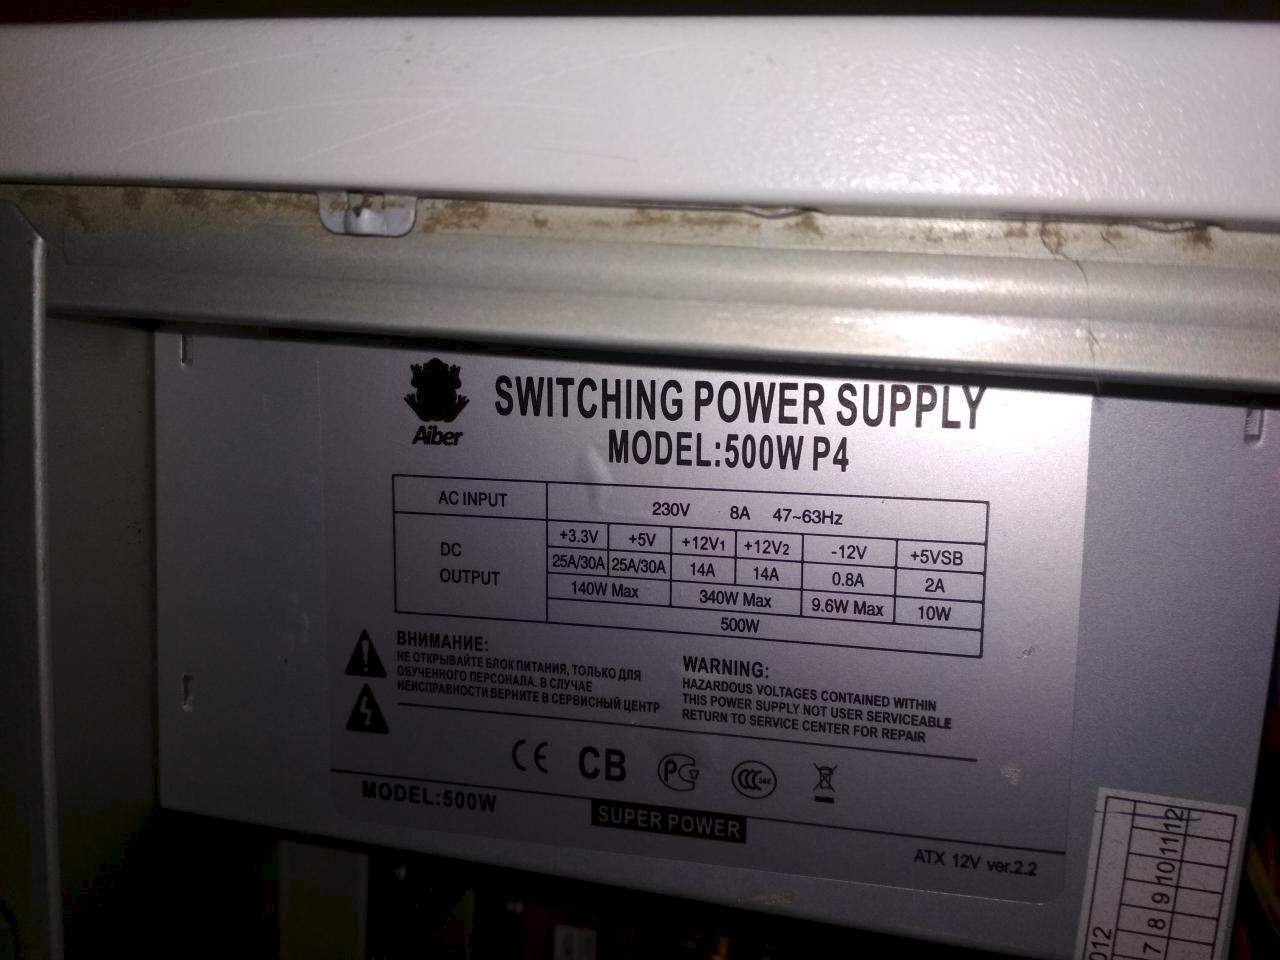 Aiber
SWITCHING POWER SUPPLY
MODEL:500W P4
AC INPUT 230V 8A 47~63Hz
DC OUTPUT
+3.3V +5V +12V1 +12V2 -12V +5VSB
25A/30A 25A/30A 14A 14A 0.8A 2A
140W Max 340W Max 9.6W Max 10W
500W
ВНИМАНИЕ:
НЕ ОТКРЫВАЙТЕ БЛОК ПИТАНИЯ, ТОЛЬКО ДЛЯ
ОБУЧЕННОГО ПЕРСОНАЛА. В СЛУЧАЕ
НЕИСПРАВНОСТИ ВЕРНИТЕ В СЕРВИСНЫЙ ЦЕНТР
WARNING:
HAZARDOUS VOLTAGES CONTAINED WITHIN
THIS POWER SUPPLY NOT USER SERVICEABLE
RETURN TO SERVICE CENTER FOR REPAIR
CE CB PG CCC S&E
MODEL:500W
SUPER POWER
ATX 12V ver.2.2
012
7 8 9 10 11 12